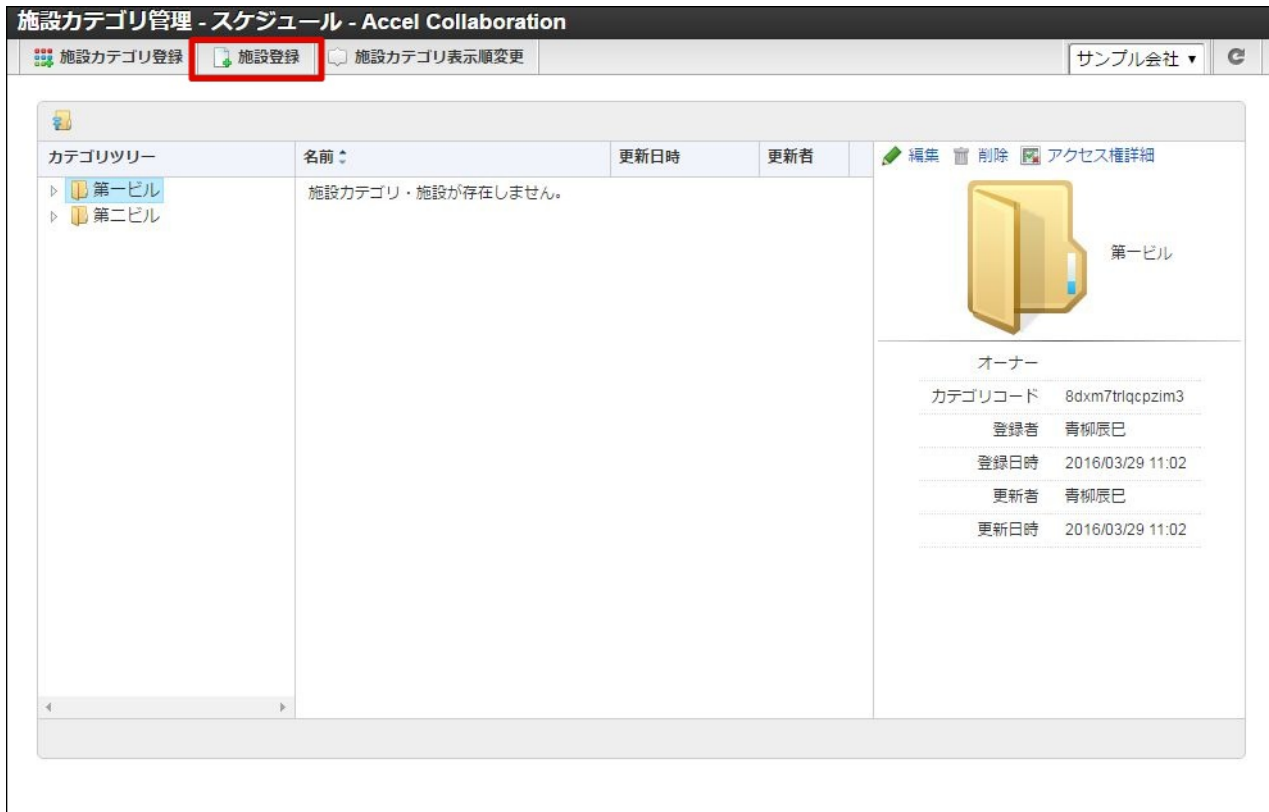 施設カテゴリ管理 - スケジュール - Accel Collaboration
施設カテゴリ登録 施設登録 施設カテゴリ表示順変更 サンプル会社
カテゴリツリー 名前 更新日時 更新者 編集 削除 アクセス権詳細
第一ビル 施設カテゴリ・施設が存在しません。
第二ビル
第一ビル
オーナー
カテゴリコード 8dxm7trlqcpzim3
登録者 青柳辰巳
登録日時 2016/03/29 11:02
更新者 青柳辰巳
更新日時 2016/03/29 11:02